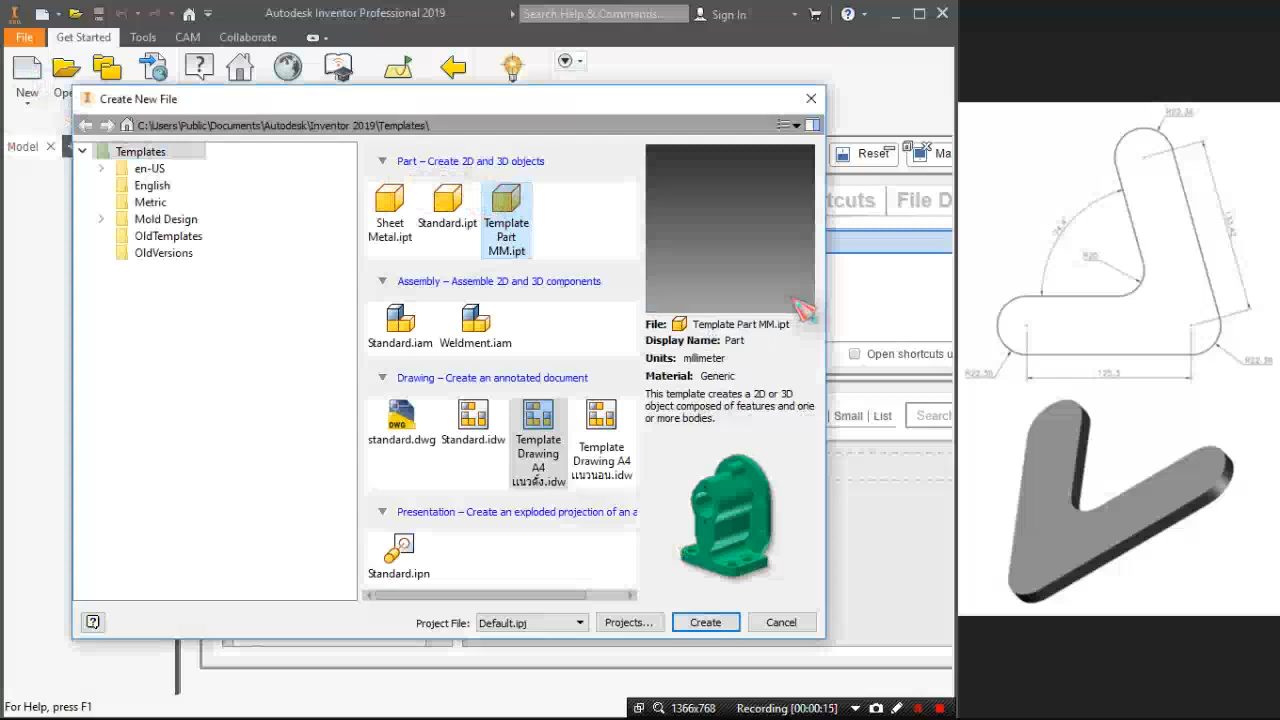 Autodesk Inventor Professional 2019
Search Help & Commands...
Sign In
File
Get Started
Tools
CAM
Collaborate
New
Model
Create New File
C:\Users\Public\Documents\Autodesk\Inventor 2019\Templates\
Templates
en-US
English
Metric
Mold Design
OldTemplates
OldVersions
Part – Create 2D and 3D objects
Sheet Metal.ipt
Standard.ipt
Template Part MM.ipt
Assembly – Assemble 2D and 3D components
Standard.iam
Weldment.iam
Drawing – Create an annotated document
standard.dwg
Standard.idw
Template Drawing A4 แนวตั้ง.idw
Template Drawing A4 แนวนอน.idw
Presentation – Create an exploded projection of an a
Standard.ipn
File: Template Part MM.ipt
Display Name: Part
Units: millimeter
Material: Generic
This template creates a 2D or 3D
object composed of features and one
or more bodies.
Project File: Default.ipj
Projects...
Create
Cancel
Reset
File D
Open shortcuts
Small | List
Search
For Help, press F1
1366x768
Recording [00:00:15]
R20
R22.50
125.5